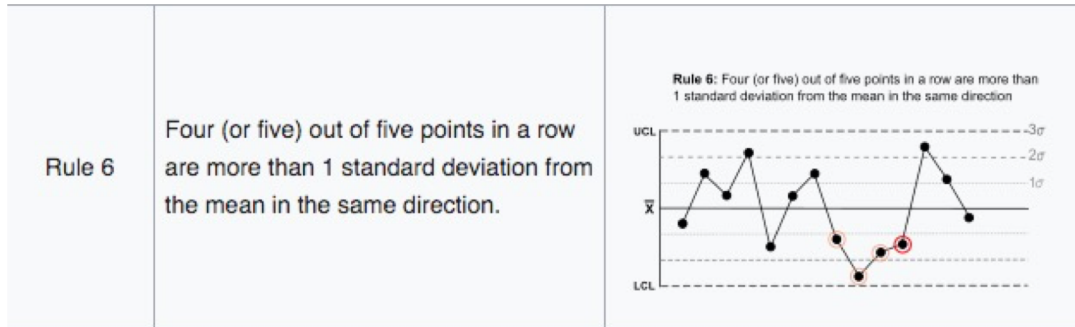 Rule 6
Four (or five) out of five points in a row
are more than 1 standard deviation from
the mean in the same direction.
Rule 6: Four (or five) out of five points in a row are more than
1 standard deviation from the mean in the same direction
UCL
3σ
2σ
1σ
X̅
LCL